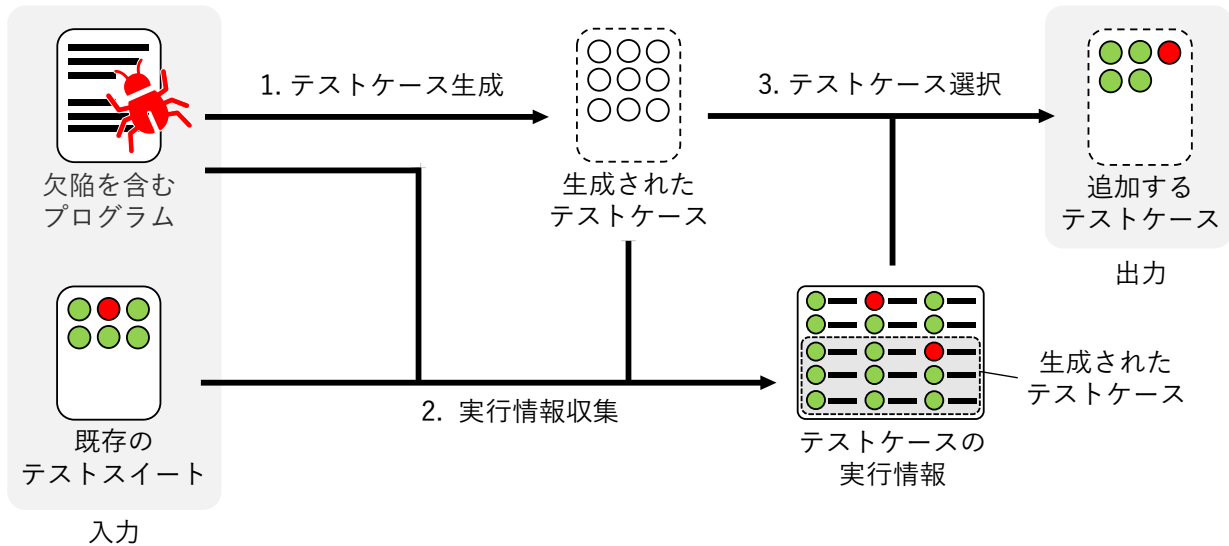 1. テストケース生成
3. テストケース選択
欠陥を含む
プログラム
生成された
テストケース
追加する
テストケース
出力
既存の
テストスイート
2. 実行情報収集
生成された
テストケース
テストケースの
実行情報
入力